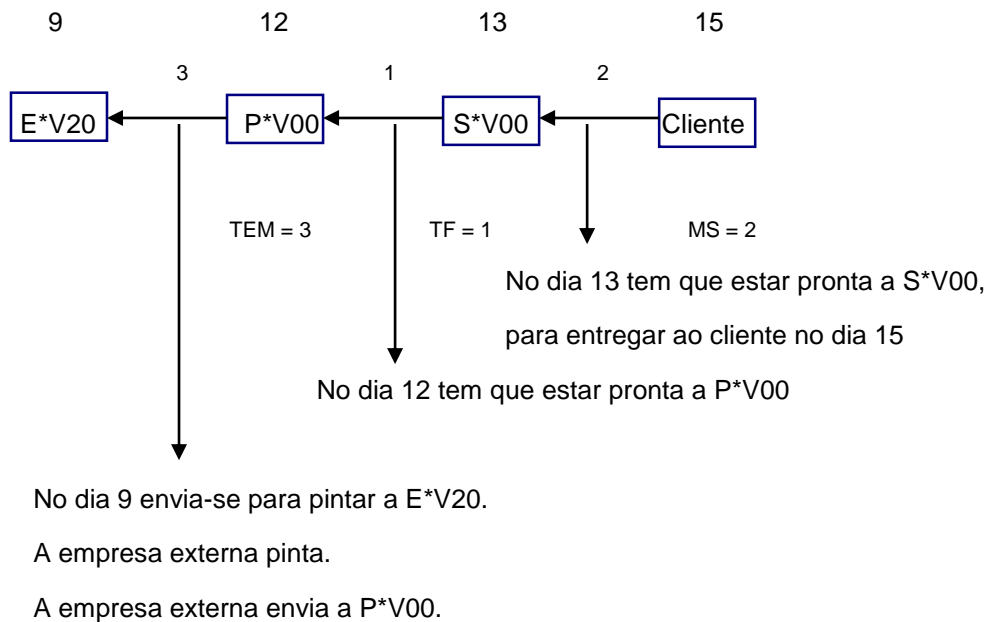 9 12 13 15
3 1 2
E*V20 P*V00 S*V00 Cliente
TEM = 3 TF = 1 MS = 2
No dia 13 tem que estar pronta a S*V00,
para entregar ao cliente no dia 15
No dia 12 tem que estar pronta a P*V00
No dia 9 envia-se para pintar a E*V20.
A empresa externa pinta.
A empresa externa envia a P*V00.